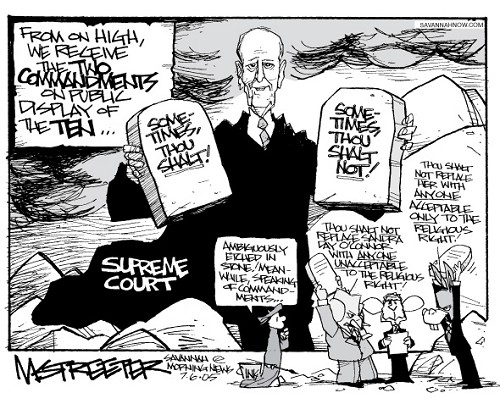 SAVANNAHNOW.COM
FROM ON HIGH,
WE RECEIVE
THE TWO
COMMANDMENTS
ON PUBLIC
DISPLAY OF
THE TEN...
SOME-
TIMES,
THOU
SHALT!
SOME-
TIMES,
THOU
SHALT
NOT!
SUPREME
COURT
AMBIGUOUSLY
ETCHED IN
STONE! MEAN-
WHILE, SPEAKING
OF COMMAND-
MENTS...
THOU SHALT NOT
REPLACE SANDRA
DAY O'CONNOR
WITH ANYONE
UNACCEPTABLE
TO THE RELIGIOUS
RIGHT!
THOU SHALT
NOT REPLACE
HER WITH
ANYONE
ACCEPTABLE
ONLY TO THE
RELIGIOUS
RIGHT!
M.STREETER
SAVANNAH
MORNING NEWS
7-6-05